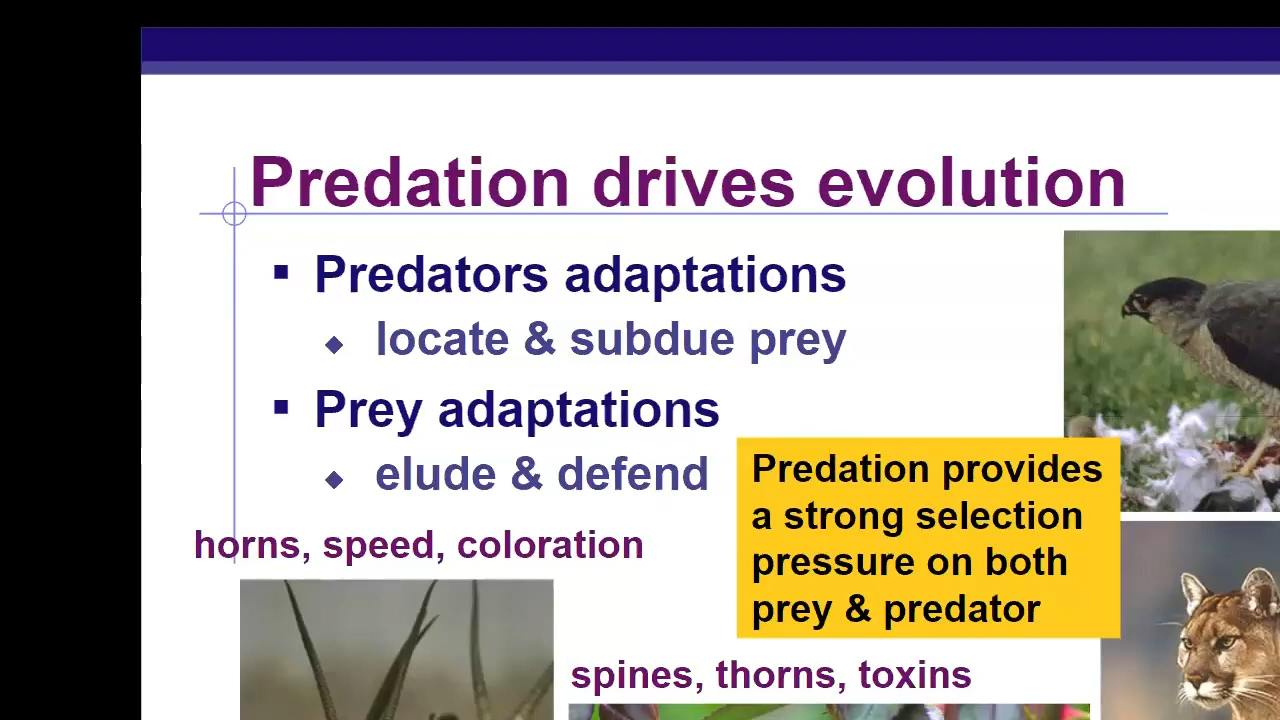 Predation drives evolution
▪ Predators adaptations
◆ locate & subdue prey
▪ Prey adaptations
◆ elude & defend
horns, speed, coloration
Predation provides
a strong selection
pressure on both
prey & predator
spines, thorns, toxins